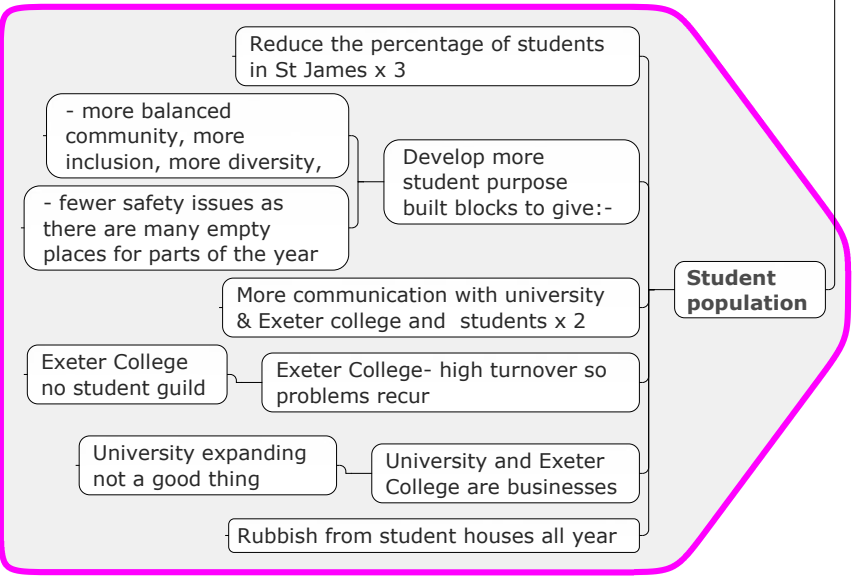 Reduce the percentage of students
in St James x 3
- more balanced
community, more
inclusion, more diversity,
- fewer safety issues as
there are many empty
places for parts of the year
Develop more
student purpose
built blocks to give:-
More communication with university
& Exeter college and  students x 2
Student
population
Exeter College
no student guild
Exeter College- high turnover so
problems recur
University expanding
not a good thing
University and Exeter
College are businesses
Rubbish from student houses all year